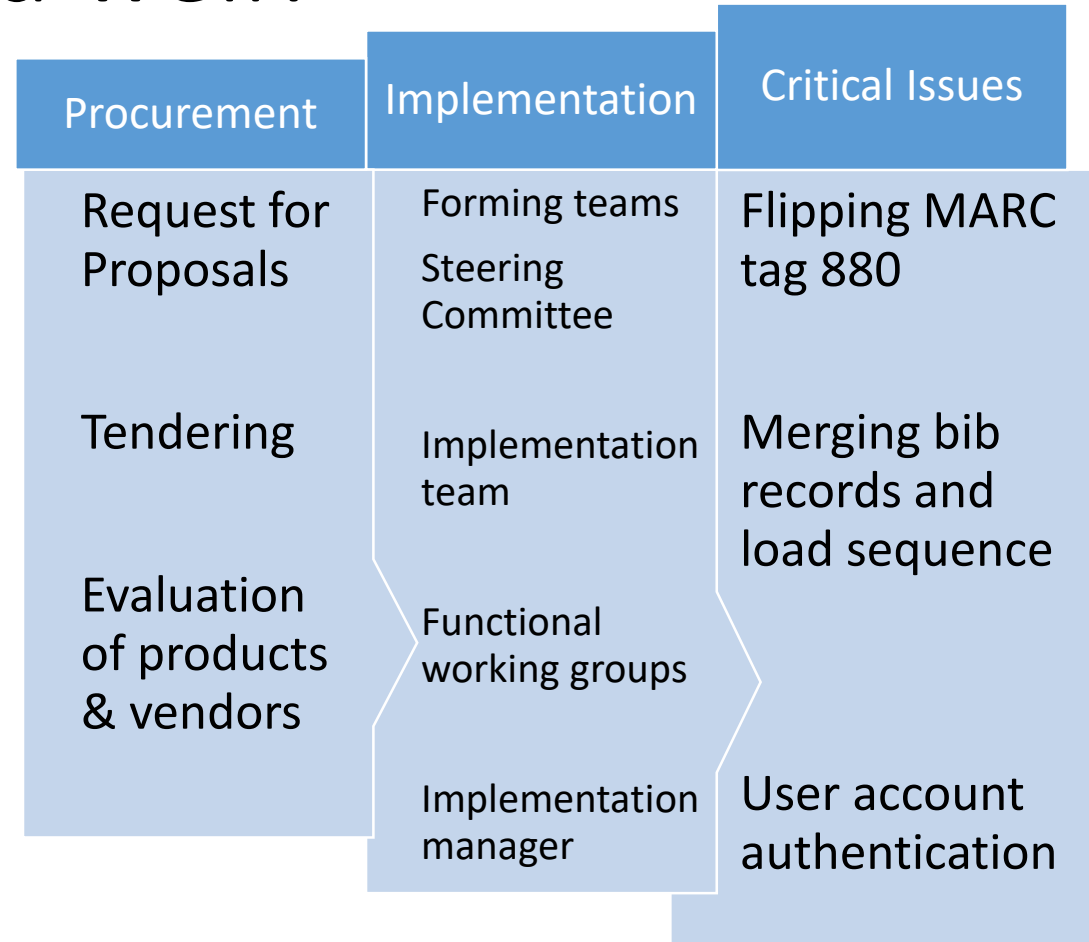 Procurement
Request for
Proposals
Tendering
Evaluation
of products
& vendors
Implementation
Forming teams
Steering
Committee
Implementation
team
Functional
working groups
Implementation
manager
Critical Issues
Flipping MARC
tag 880
Merging bib
records and
load sequence
User account
authentication